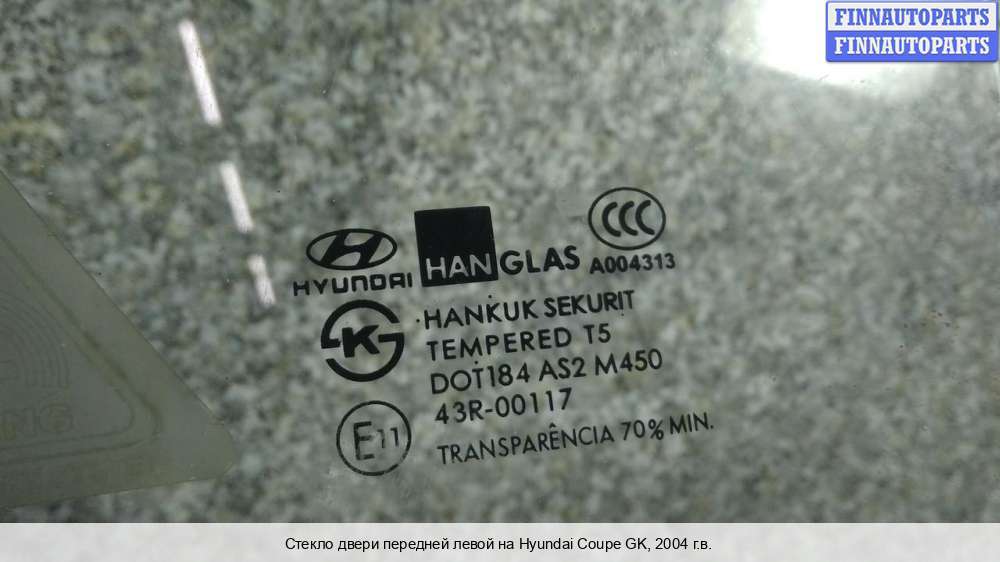 FINNAUTOPARTS
FINNAUTOPARTS
CCC
HYUNDAI
HANGLAS
A004313
K
HANKUK SEKURIT
TEMPERED T5
DOT184 AS2 M450
43R-00117
E11
TRANSPARÊNCIA 70% MIN.
Стекло двери передней левой на Hyundai Coupe GK, 2004 г.в.